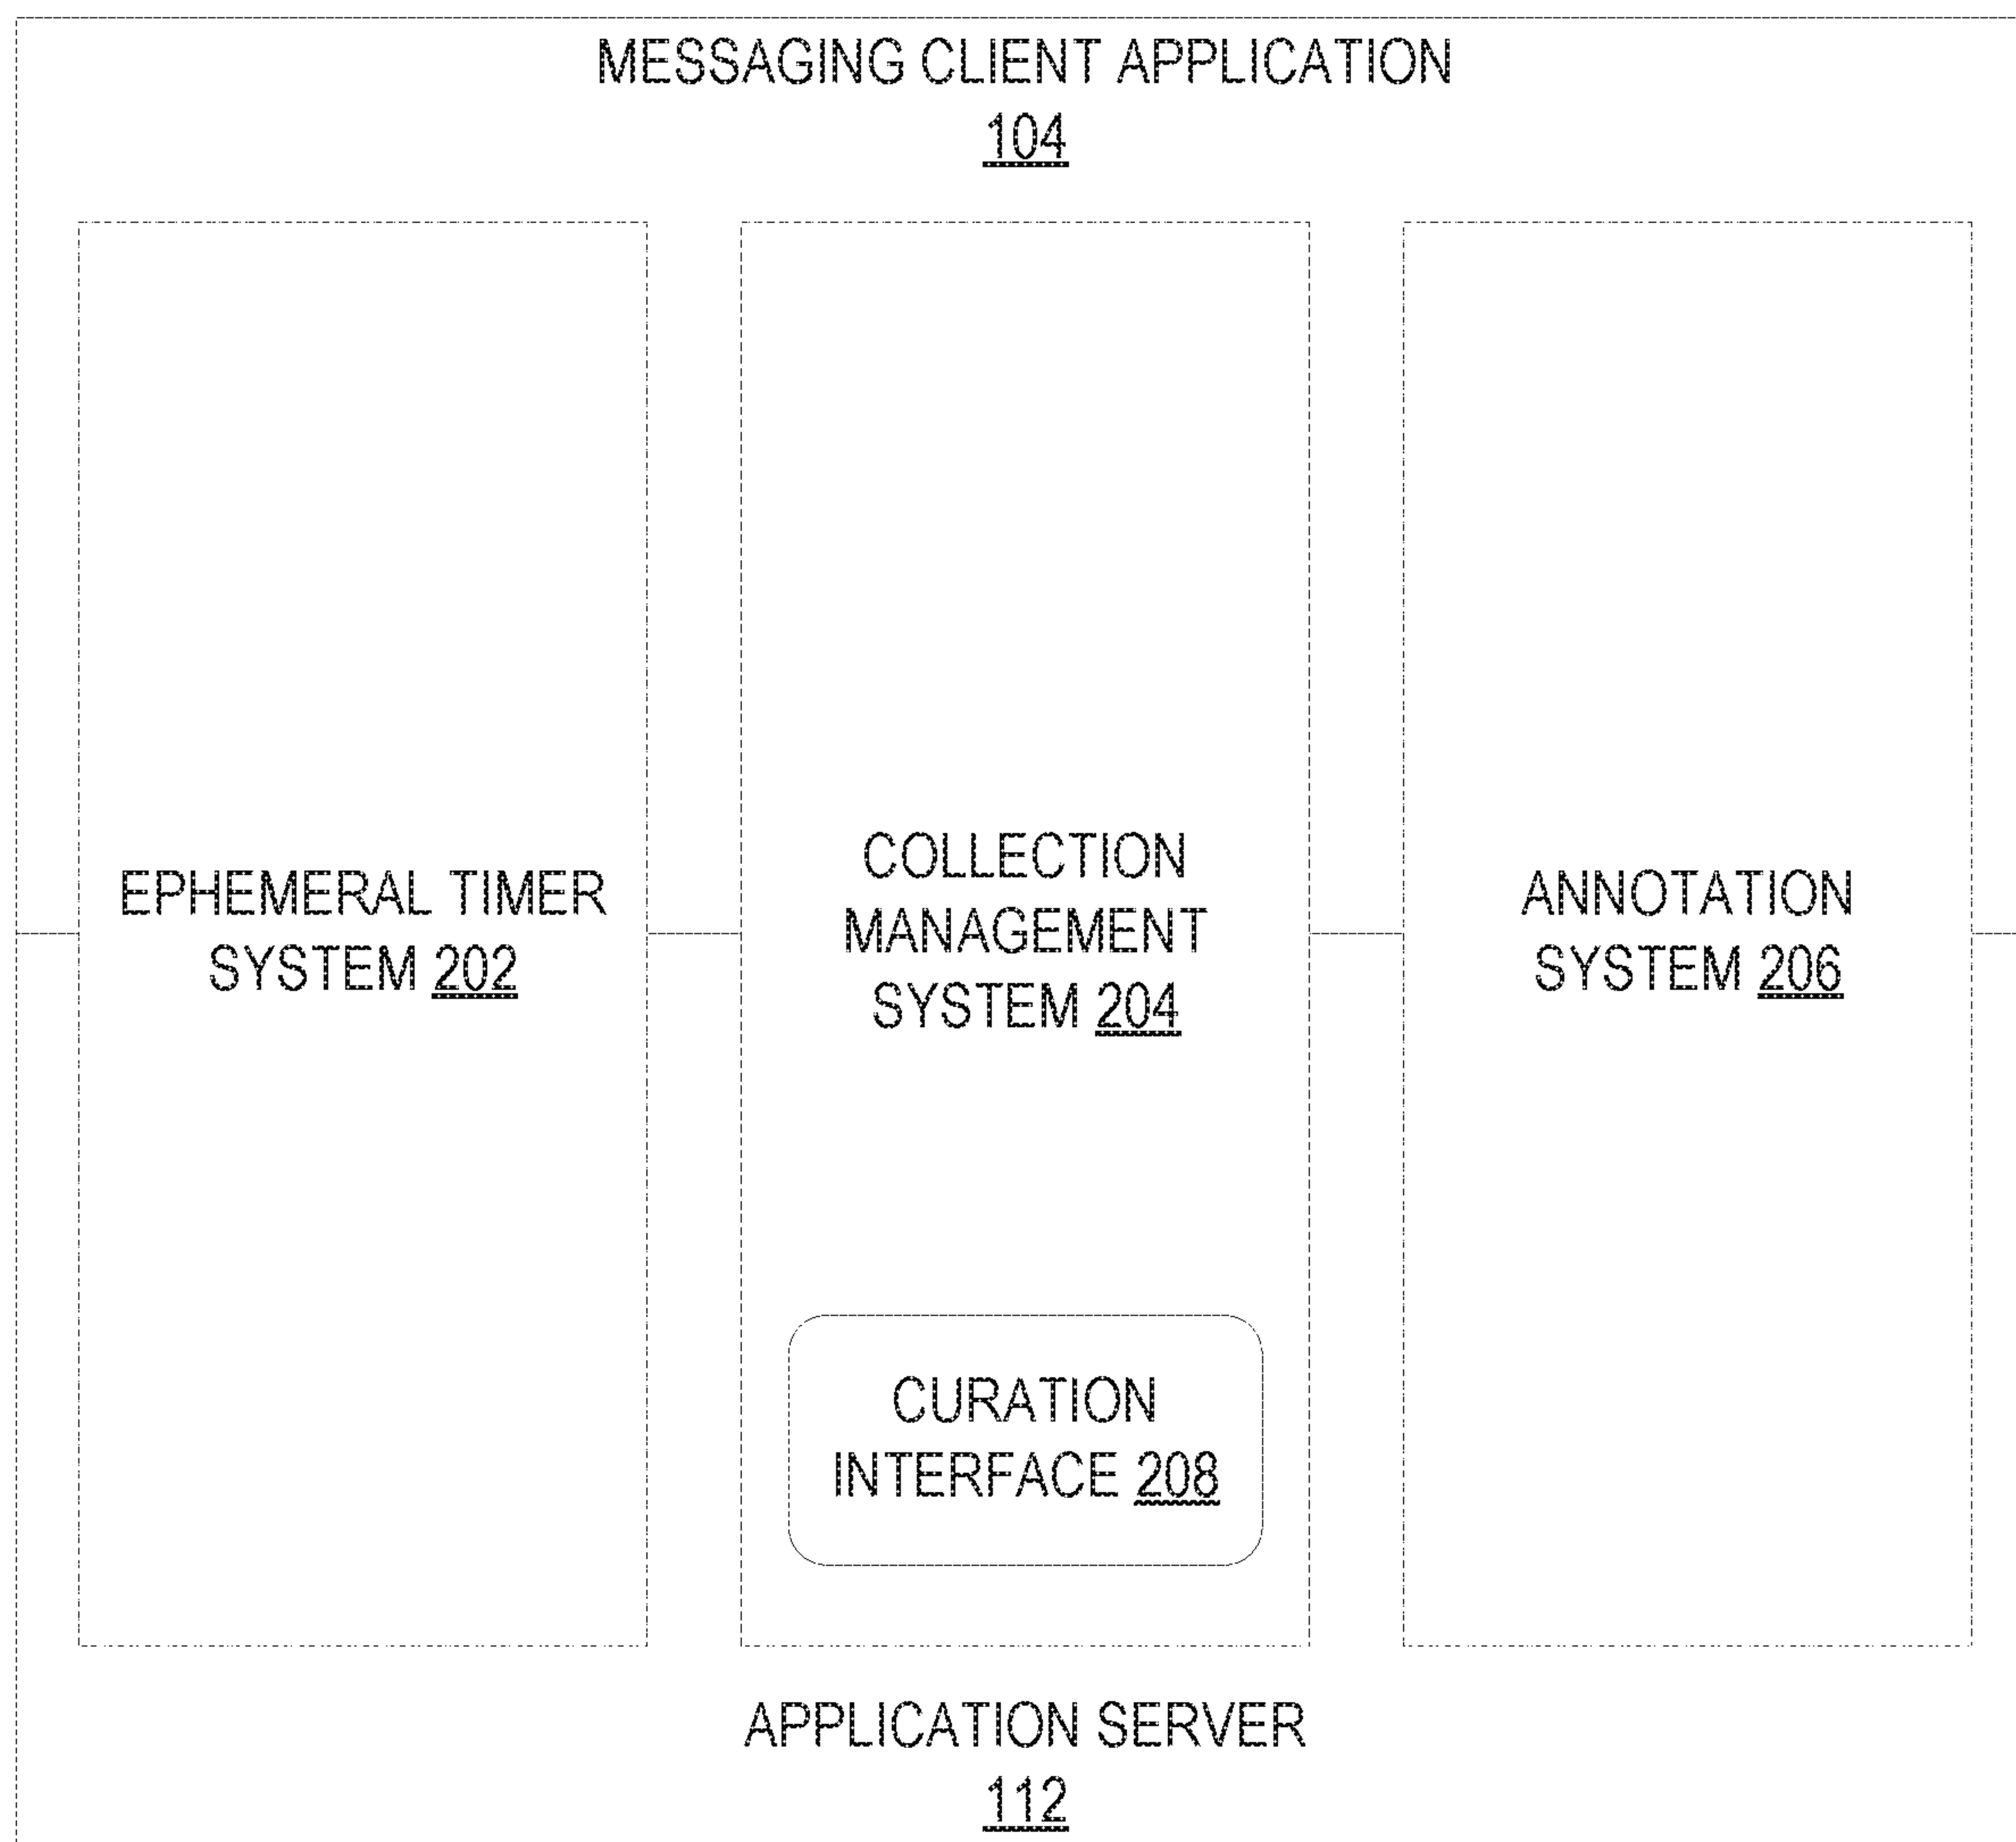 MESSAGING CLIENT APPLICATION
104
EPHEMERAL TIMER
SYSTEM 202
COLLECTION
MANAGEMENT
SYSTEM 204
ANNOTATION
SYSTEM 206
CURATION
INTERFACE 208
APPLICATION SERVER
112